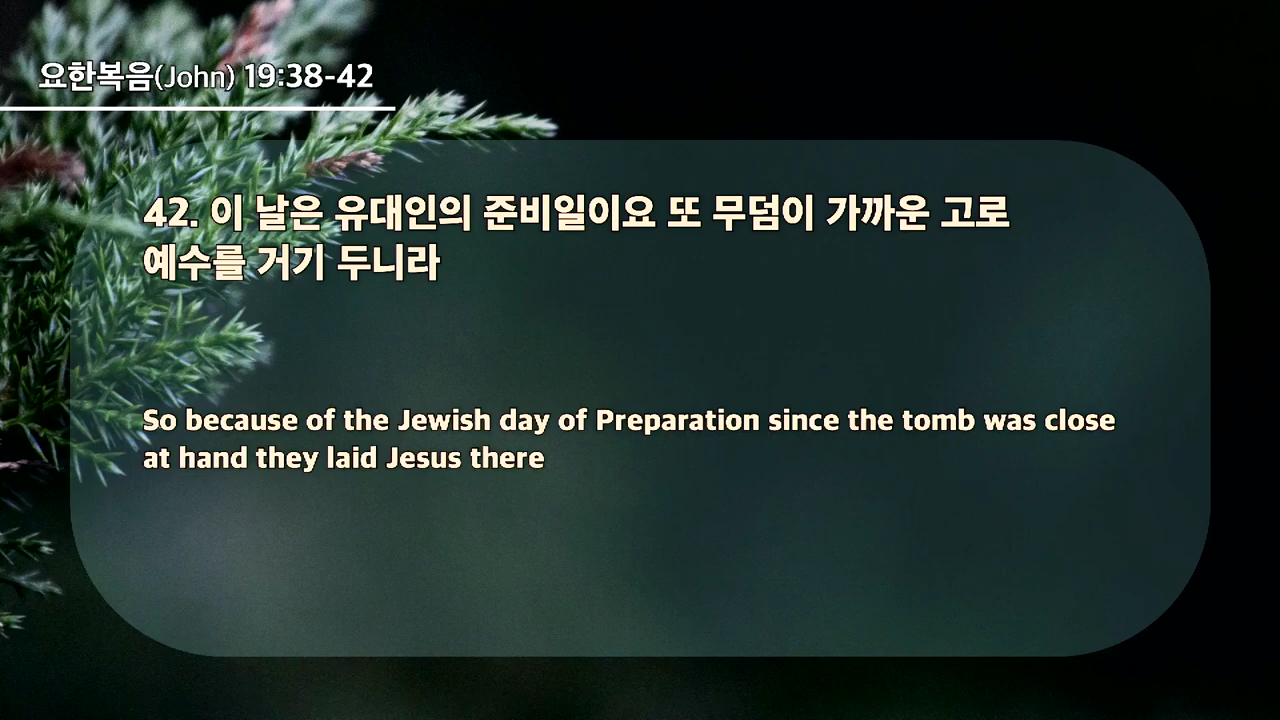 요한복음(John) 19:38-42
42. 이 날은 유대인의 준비일이요 또 무덤이 가까운 고로
예수를 거기 두니라
So because of the Jewish day of Preparation since the tomb was close
at hand they laid Jesus there